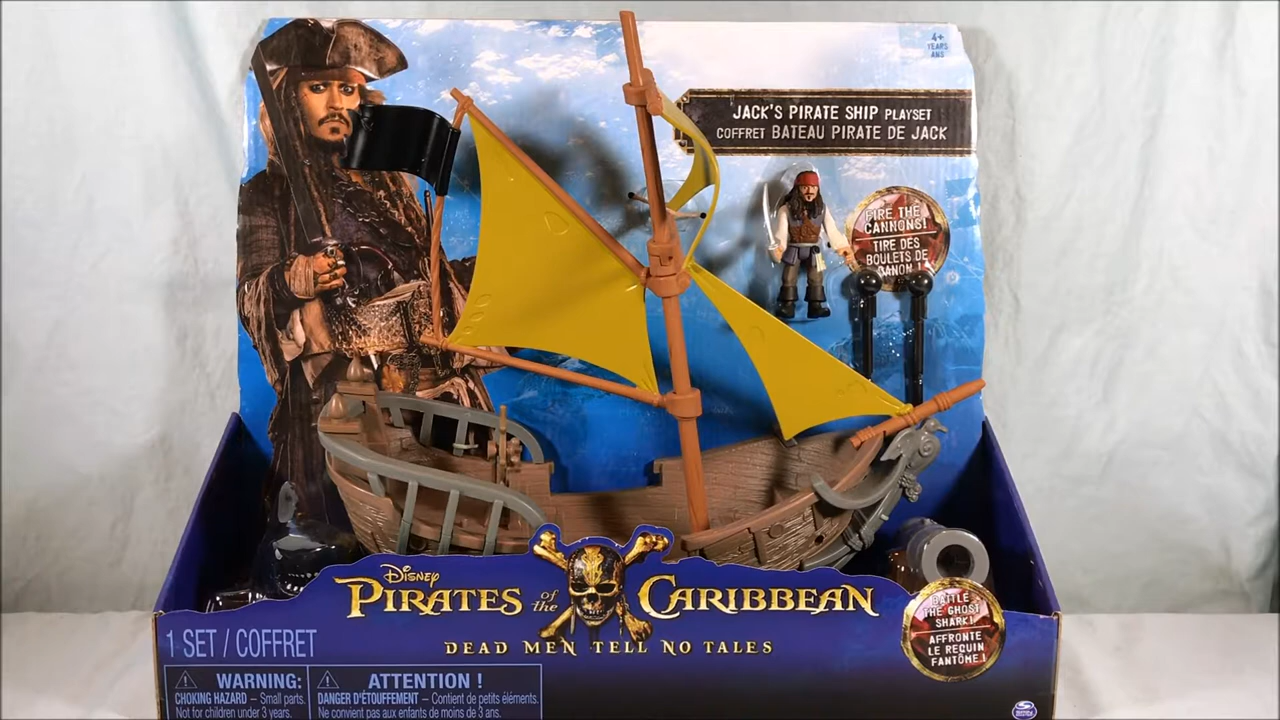 4+
YEARS
ANS
JACK'S PIRATE SHIP PLAYSET
COFFRET BATEAU PIRATE DE JACK
FIRE THE
CANNONS!
TIRE DES
BOULETS DE
CANON !
Disney
PIRATES of the CARIBBEAN
DEAD MEN TELL NO TALES
BATTLE
THE GHOST
SHARK!
AFFRONTE
LE REQUIN
FANTÔME !
1 SET / COFFRET
WARNING:
CHOKING HAZARD – Small parts.
Not for children under 3 years.
ATTENTION !
DANGER D'ÉTOUFFEMENT – Contient de petits éléments.
Ne convient pas aux enfants de moins de 3 ans.